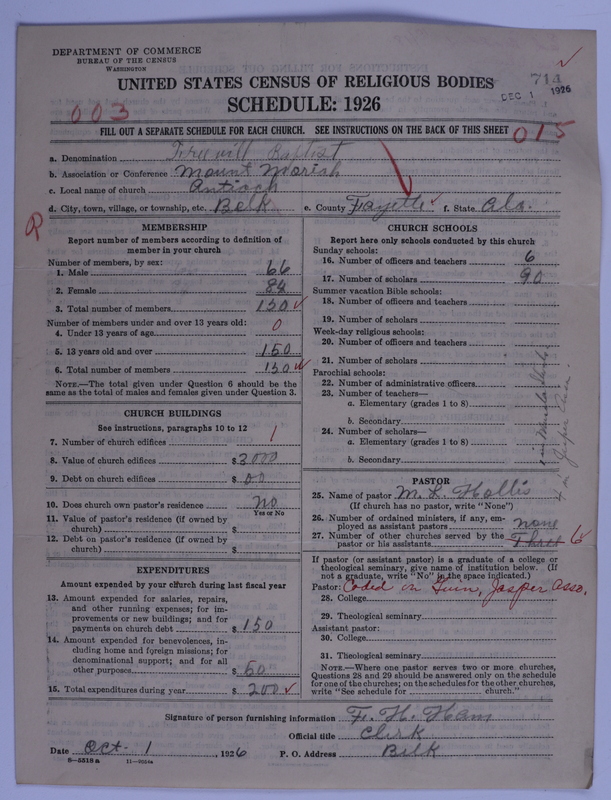 DEPARTMENT OF COMMERCE
BUREAU OF THE CENSUS
WASHINGTON
714
DEC 1 1926
UNITED STATES CENSUS OF RELIGIOUS BODIES
SCHEDULE: 1926
003
015
FILL OUT A SEPARATE SCHEDULE FOR EACH CHURCH. SEE INSTRUCTIONS ON THE BACK OF THIS SHEET
a. Denomination Freewill Baptist
b. Association or Conference Mount Moriah
c. Local name of church Antioch
d. City, town, village, or township, etc. Belk e. County Fayette f. State Ala.
MEMBERSHIP
Report number of members according to definition of member in your church
Number of members, by sex:
1. Male 66
2. Female 84
3. Total number of members 150
Number of members under and over 13 years old:
4. Under 13 years of age 0
5. 13 years old and over 150
6. Total number of members 150
NOTE.—The total given under Question 6 should be the same as the total of males and females given under Question 3.
CHURCH BUILDINGS
See instructions, paragraphs 10 to 12
7. Number of church edifices 1
8. Value of church edifices $ 2000
9. Debt on church edifices $ 00
10. Does church own pastor's residence? no
Yes or No
11. Value of pastor's residence (if owned by church) $
12. Debt on pastor's residence (if owned by church) $
EXPENDITURES
Amount expended by your church during last fiscal year
13. Amount expended for salaries, repairs, and other running expenses; for improvements or new buildings; and for payments on church debt $ 150
14. Amount expended for benevolences, including home and foreign missions; for denominational support; and for all other purposes $ 50
15. Total expenditures during year $ 200
CHURCH SCHOOLS
Report here only schools conducted by this church
Sunday schools:
16. Number of officers and teachers 6
17. Number of scholars 90
Summer vacation Bible schools:
18. Number of officers and teachers
19. Number of scholars
Week-day religious schools:
20. Number of officers and teachers
21. Number of scholars
Parochial schools:
22. Number of administrative officers
23. Number of teachers—
a. Elementary (grades 1 to 8)
b. Secondary
24. Number of scholars—
a. Elementary (grades 1 to 8)
b. Secondary
PASTOR
25. Name of pastor M. L. Hollis
(If church has no pastor, write "None")
26. Number of ordained ministers, if any, employed as assistant pastors none
27. Number of other churches served by the pastor or his assistants Three 6
If pastor (or assistant pastor) is a graduate of a college or theological seminary, give name of institution below. (If not a graduate, write "No" in the space indicated.)
Pastor: Coded on Guin, Jasper Asso.
28. College
29. Theological seminary
Assistant pastor:
30. College
31. Theological seminary
NOTE.—Where one pastor serves two or more churches, Questions 28 and 29 should be answered only on the schedule for one of the churches; on the schedules for the other churches, write "See schedule for church."
Signature of person furnishing information F. H. Ham
Official title Clerk
Date Oct. 1, 1926 P. O. Address Belk
8—5518 a 11—9554a